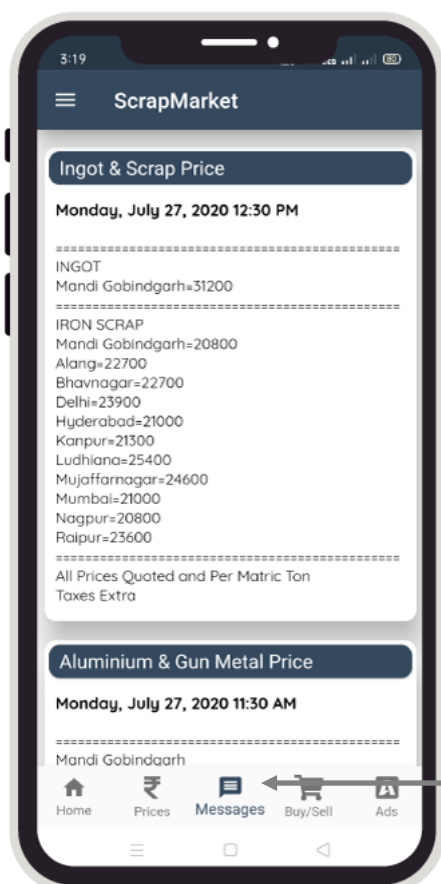 3:19
ScrapMarket
Ingot & Scrap Price
Monday, July 27, 2020 12:30 PM
===============================================
INGOT
Mandi Gobindgarh=31200
===============================================
IRON SCRAP
Mandi Gobindgarh=20800
Alang=22700
Bhavnagar=22700
Delhi=23900
Hyderabad=21000
Kanpur=21300
Ludhiana=25400
Mujaffarnagar=24600
Mumbai=21000
Nagpur=20800
Raipur=23600
===============================================
All Prices Quoted and Per Matric Ton
Taxes Extra
Aluminium & Gun Metal Price
Monday, July 27, 2020 11:30 AM
===============================================
Mandi Gobindgarh
Home Prices Messages Buy/Sell Ads